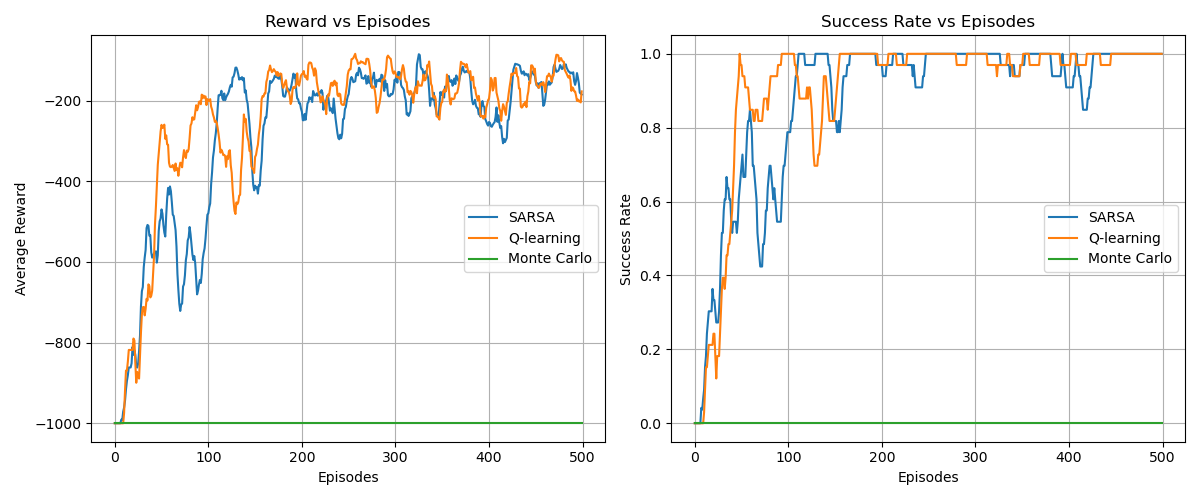 Reward vs Episodes
Average Reward
−200
−400
−600
−800
−1000
0 100 200 300 400 500
Episodes
SARSA
Q-learning
Monte Carlo
Success Rate vs Episodes
Success Rate
1.0
0.8
0.6
0.4
0.2
0.0
0 100 200 300 400 500
Episodes
SARSA
Q-learning
Monte Carlo